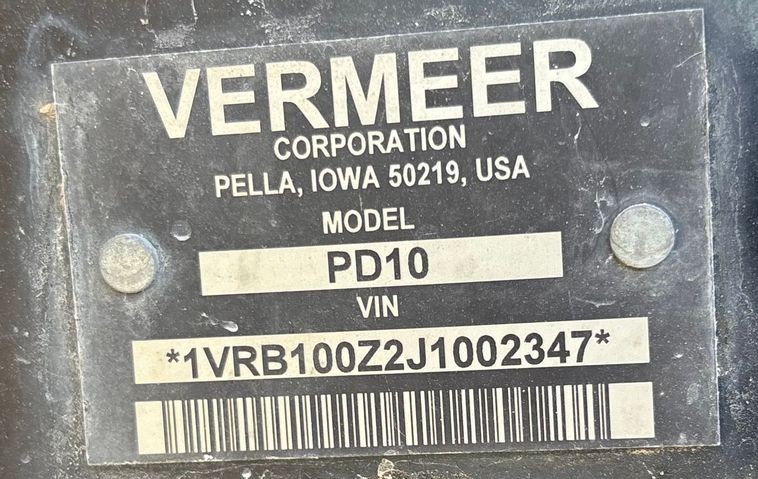 VERMEER
CORPORATION
PELLA, IOWA 50219, USA
MODEL
PD10
VIN
*1VRB100Z2J1002347*